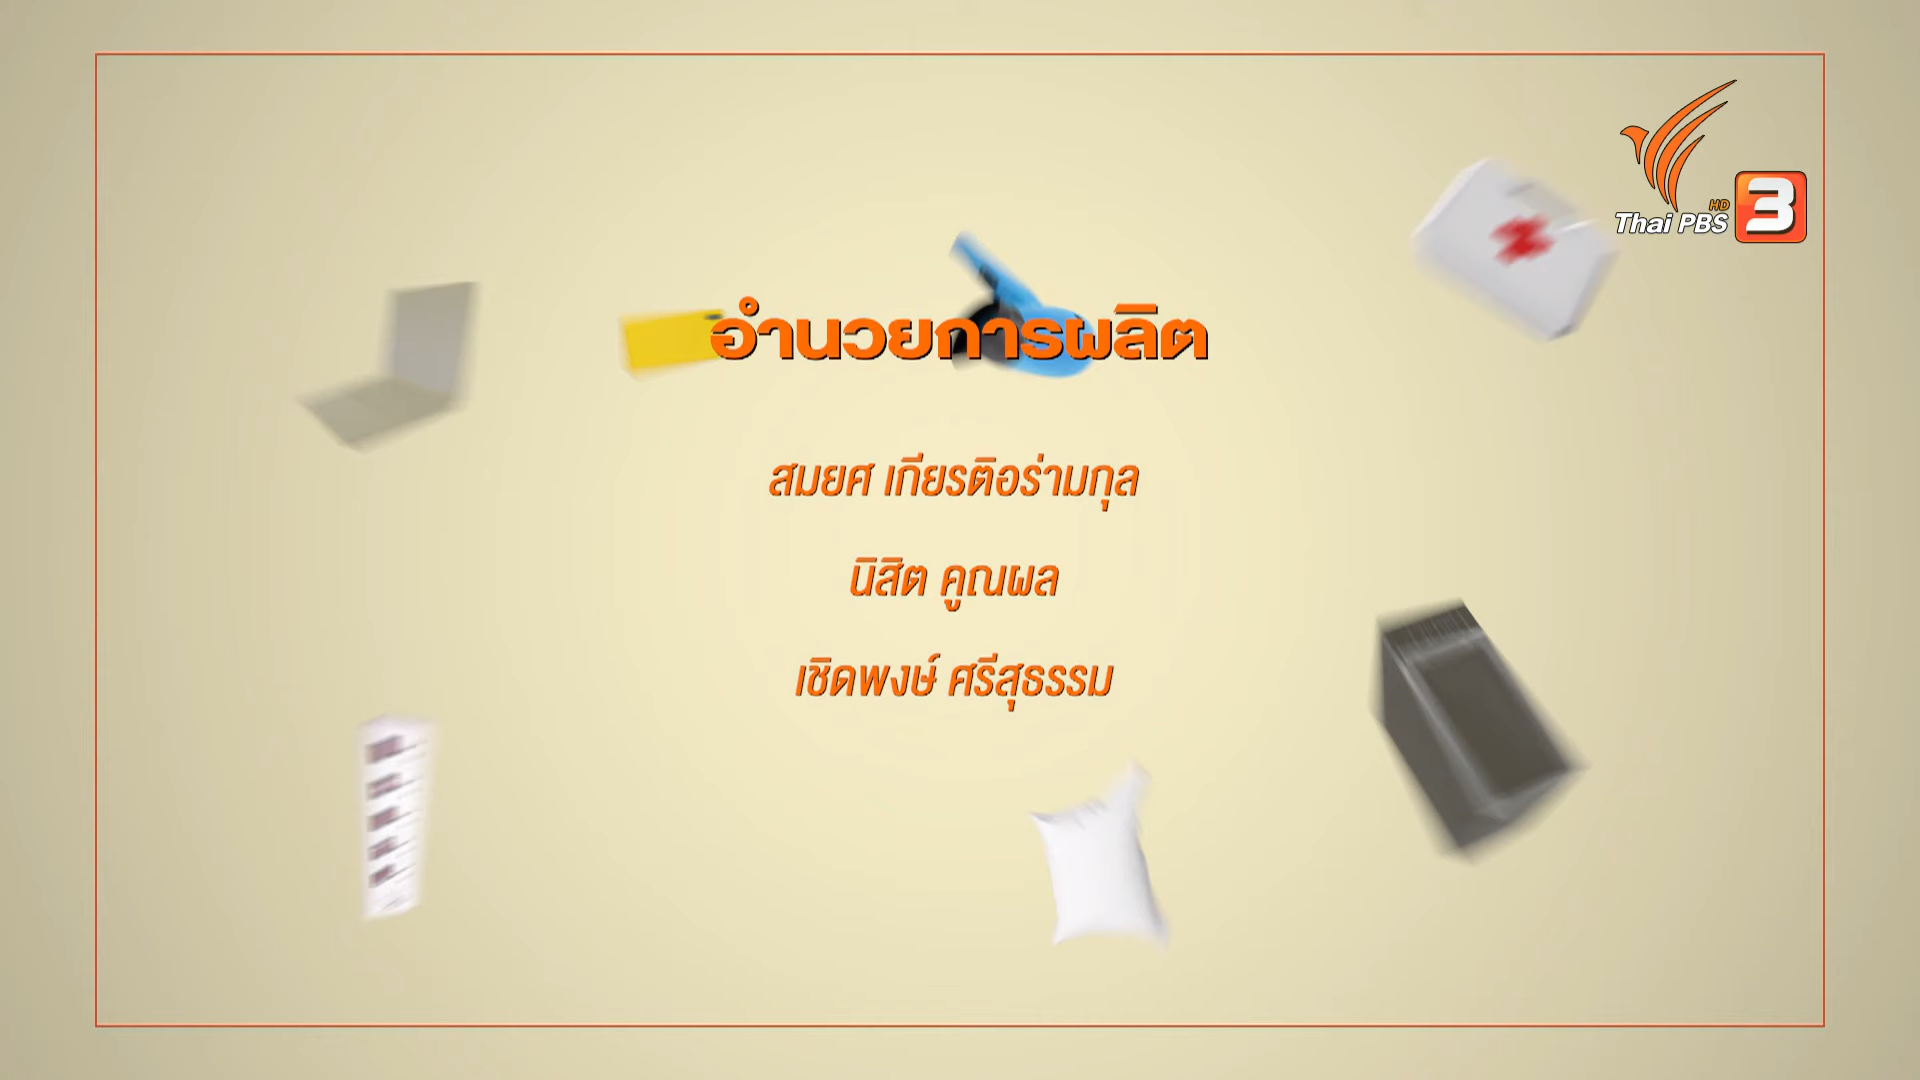 HD
Thai PBS 3
อำนวยการผลิต
สมยศ เกียรติอร่ามกุล
นิสิต คูณผล
เชิดพงษ์ ศรีสุธรรม